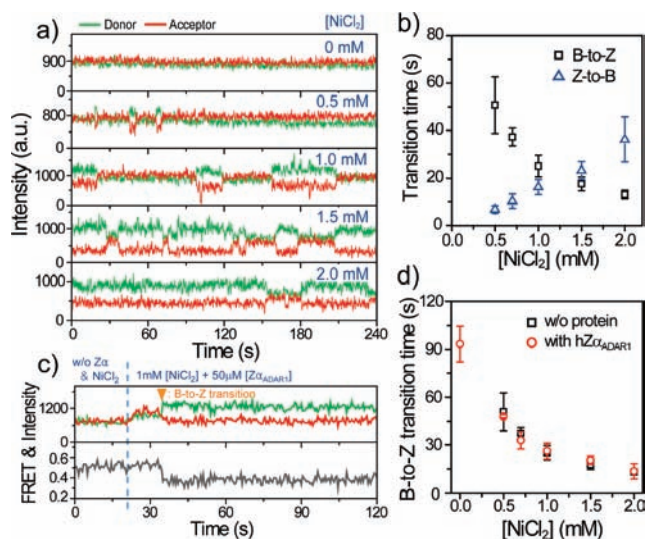 a)
Donor
Acceptor
[NiCl2]
0 mM
900
0
0.5 mM
800
0
1.0 mM
1000
0
1.5 mM
1000
0
2.0 mM
1000
0
Intensity (a.u.)
0 60 120 180 240
Time (s)
b)
B-to-Z
Z-to-B
Transition time (s)
80
60
40
20
0
0.0 0.5 1.0 1.5 2.0
[NiCl2] (mM)
c)
w/o Zα
& NiCl2
1mM [NiCl2] + 50μM [ZαADAR1]
: B-to-Z transition
1200
0
0.6
0.4
0.2
FRET & Intensity
0 30 60 90 120
Time (s)
d)
w/o protein
with hZαADAR1
B-to-Z transition time (s)
120
90
60
30
0
0.0 0.5 1.0 1.5 2.0
[NiCl2] (mM)